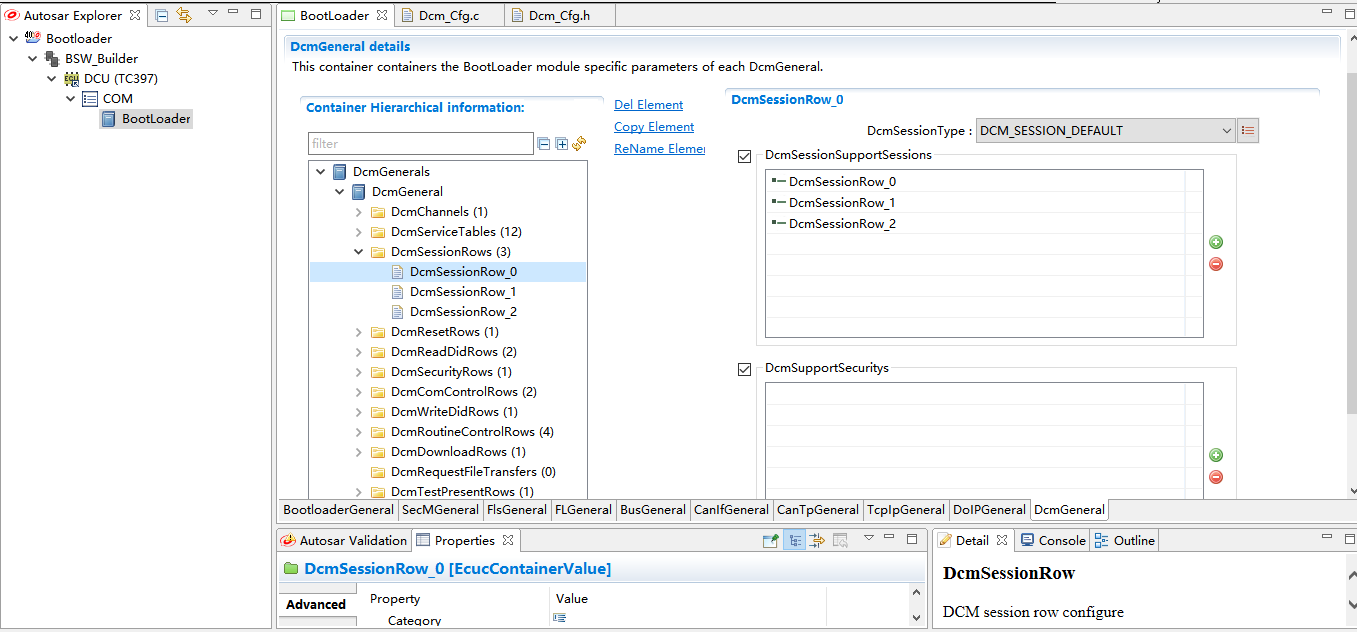 Autosar Explorer
Bootloader
BSW_Builder
DCU (TC397)
COM
BootLoader
BootLoader
Dcm_Cfg.c
Dcm_Cfg.h
DcmGeneral details
This container containers the BootLoader module specific parameters of each DcmGeneral.
Container Hierarchical information:
filter
DcmGenerals
DcmGeneral
DcmChannels (1)
DcmServiceTables (12)
DcmSessionRows (3)
DcmSessionRow_0
DcmSessionRow_1
DcmSessionRow_2
DcmResetRows (1)
DcmReadDidRows (2)
DcmSecurityRows (1)
DcmComControlRows (2)
DcmWriteDidRows (1)
DcmRoutineControlRows (4)
DcmDownloadRows (1)
DcmRequestFileTransfers (0)
DcmTestPresentRows (1)
Del Element
Copy Element
ReName Elemen
DcmSessionRow_0
DcmSessionType : DCM_SESSION_DEFAULT
DcmSessionSupportSessions
DcmSessionRow_0
DcmSessionRow_1
DcmSessionRow_2
DcmSupportSecuritys
BootloaderGeneral SecMGeneral FlsGeneral FLGeneral BusGeneral CanIfGeneral CanTpGeneral TcpIpGeneral DoIPGeneral DcmGeneral
Autosar Validation Properties
DcmSessionRow_0 [EcucContainerValue]
Advanced
Property Value
Category
Detail Console Outline
DcmSessionRow
DCM session row configure